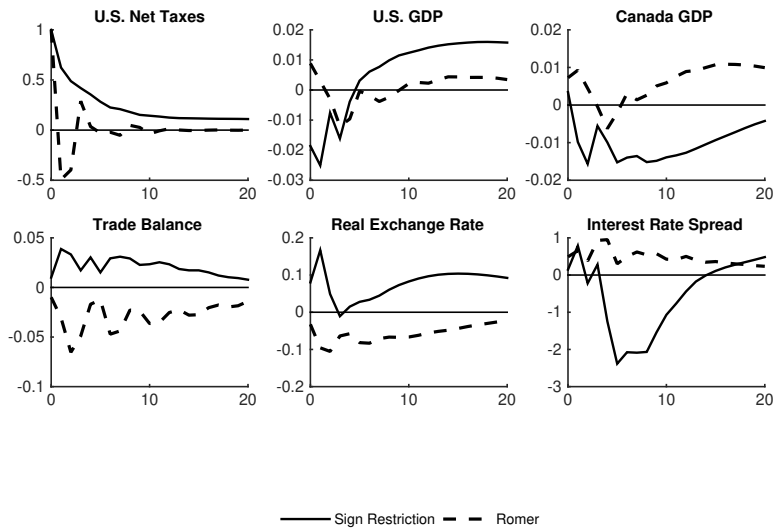 U.S. Net Taxes
1
0.5
0
-0.5
0 10 20
U.S. GDP
0.02
0.01
0
-0.01
-0.02
-0.03
0 10 20
Canada GDP
0.02
0.01
0
-0.01
-0.02
0 10 20
Trade Balance
0.05
0
-0.05
-0.1
0 10 20
Real Exchange Rate
0.2
0.1
0
-0.1
-0.2
0 10 20
Interest Rate Spread
1
0
-1
-2
-3
0 10 20
Sign Restriction Romer